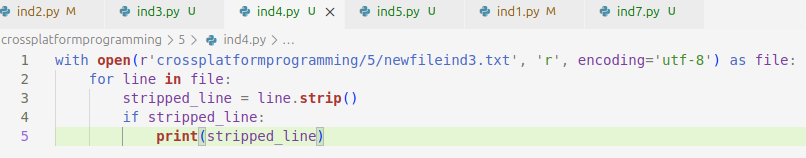 ind2.py M ind3.py U ind4.py U × ind5.py U ind1.py M ind7.py U
crossplatformprogramming > 5 > ind4.py > ...
1 with open(r'crossplatformprogramming/5/newfileind3.txt', 'r', encoding='utf-8') as file:
2     for line in file:
3         stripped_line = line.strip()
4         if stripped_line:
5             print(stripped_line)